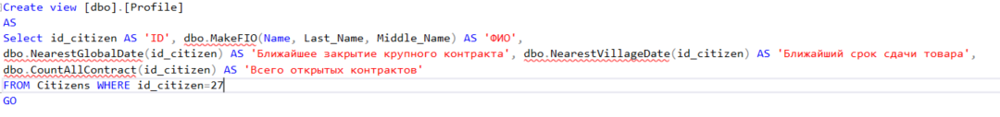 Create view [dbo].[Profile]
AS
Select id_citizen AS 'ID', dbo.MakeFIO(Name, Last_Name, Middle_Name) AS 'ФИО',
dbo.NearestGlobalDate(id_citizen) AS 'Ближайшее закрытие крупного контракта', dbo.NearestVillageDate(id_citizen) AS 'Ближайший срок сдачи товара',
dbo.CountAllContract(id_citizen) AS 'Всего открытых контрактов'
FROM Citizens WHERE id_citizen=27
GO